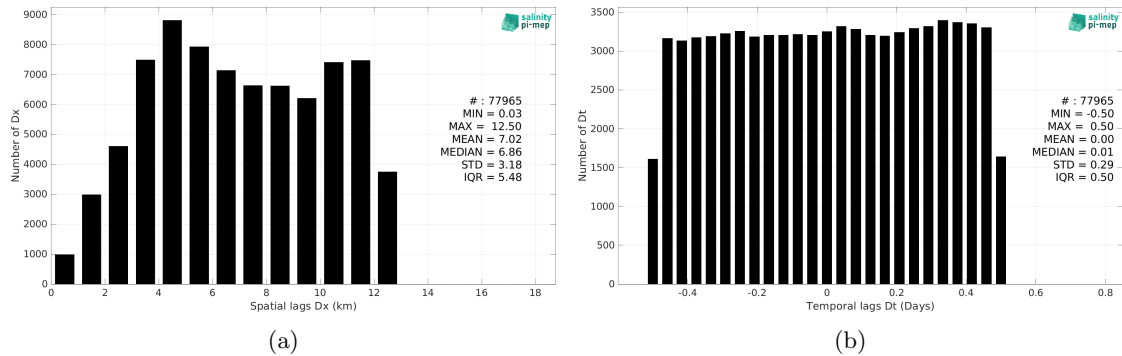 9000
8000
7000
6000
5000
4000
3000
2000
1000
0
Number of Dx
0 2 4 6 8 10 12 14 16 18
Spatial lags Dx (km)
salinity
pi-mep
# : 77965
MIN = 0.03
MAX = 12.50
MEAN = 7.02
MEDIAN = 6.86
STD = 3.18
IQR = 5.48
(a)
3500
3000
2500
2000
1500
1000
500
0
Number of Dt
-0.4 -0.2 0 0.2 0.4 0.6 0.8
Temporal lags Dt (Days)
salinity
pi-mep
# : 77965
MIN = -0.50
MAX = 0.50
MEAN = 0.00
MEDIAN = 0.01
STD = 0.29
IQR = 0.50
(b)